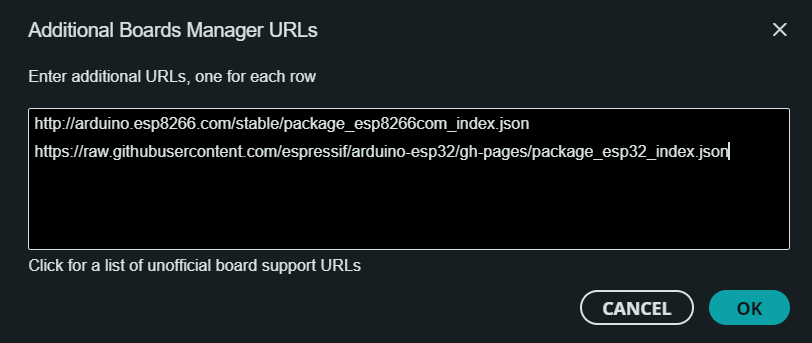 Additional Boards Manager URLs
Enter additional URLs, one for each row
http://arduino.esp8266.com/stable/package_esp8266com_index.json
https://raw.githubusercontent.com/espressif/arduino-esp32/gh-pages/package_esp32_index.json
Click for a list of unofficial board support URLs
CANCEL OK